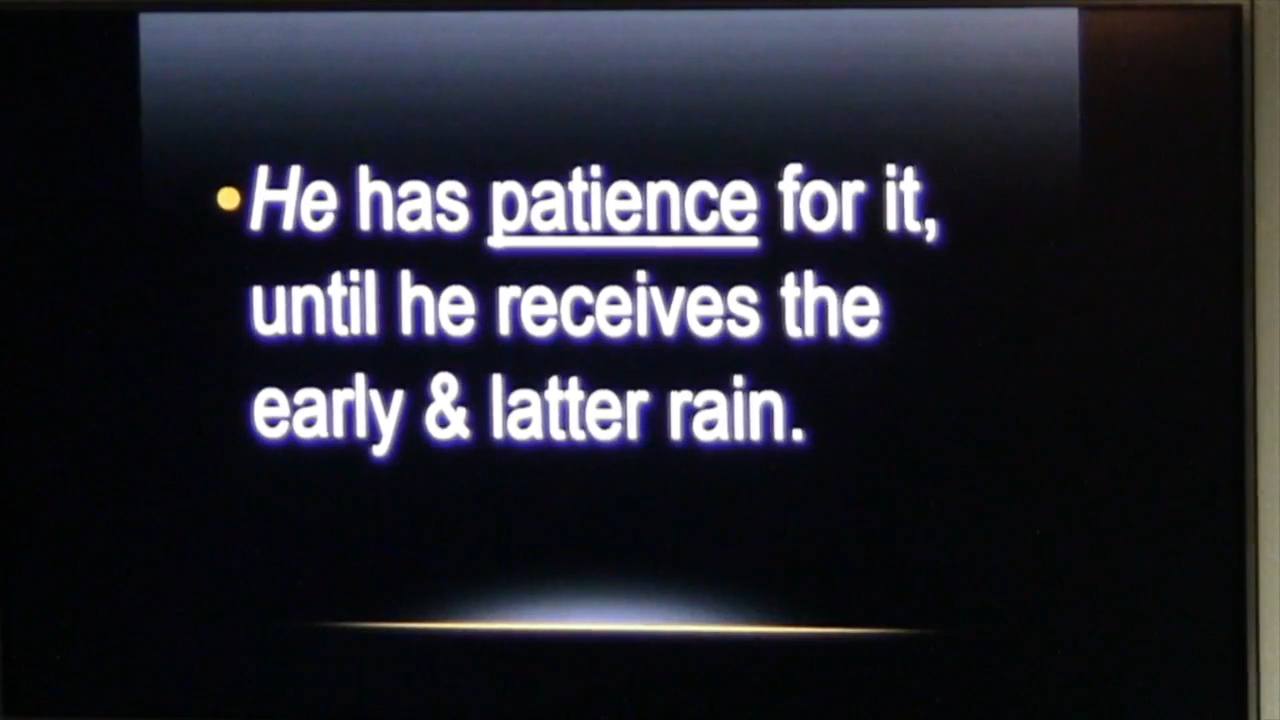 • He has patience for it,
until he receives the
early & latter rain.